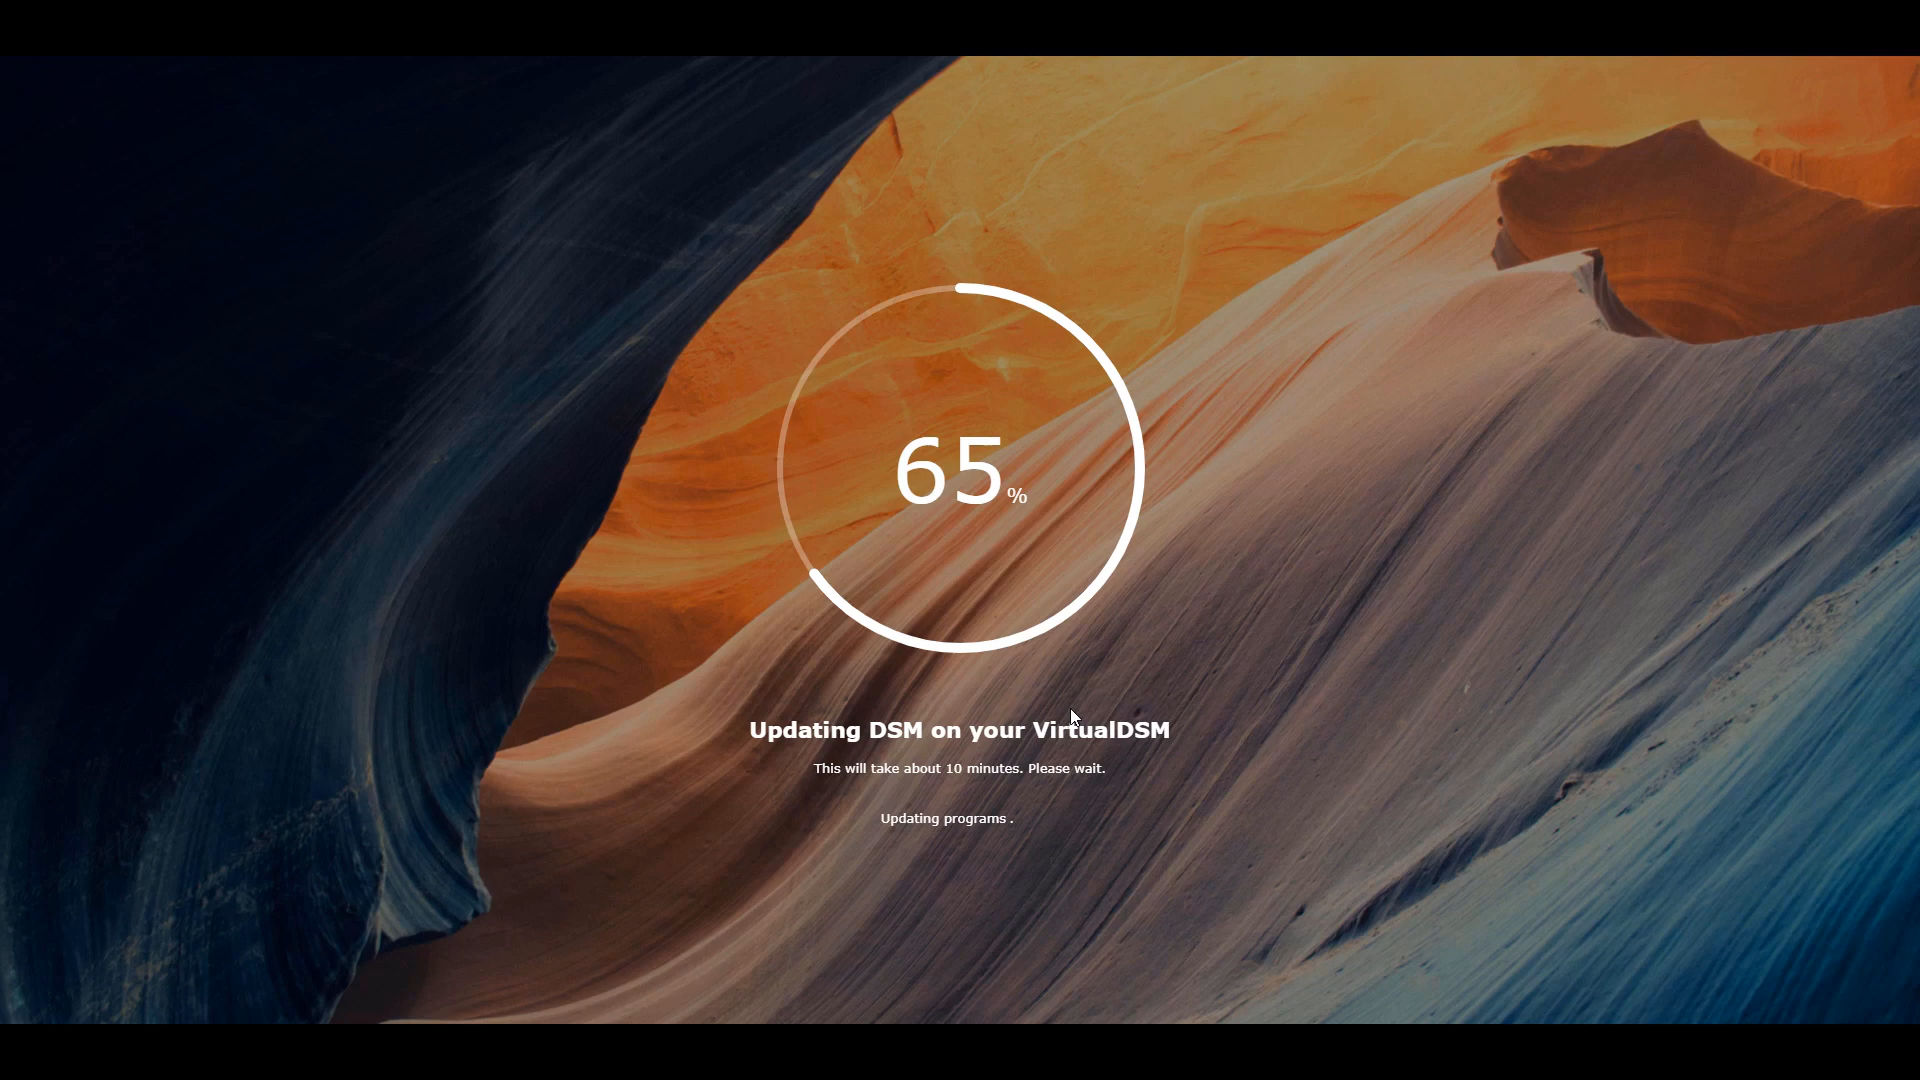 65%
Updating DSM on your VirtualDSM
This will take about 10 minutes. Please wait.
Updating programs .